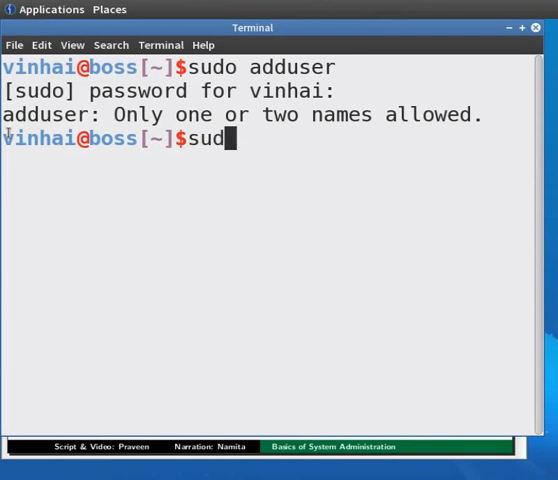 Applications Places
Terminal
File Edit View Search Terminal Help
vinhai@boss[~]$sudo adduser
[sudo] password for vinhai:
adduser: Only one or two names allowed.
vinhai@boss[~]$sud
Script & Video: Praveen Narration: Namita Basics of System Administration